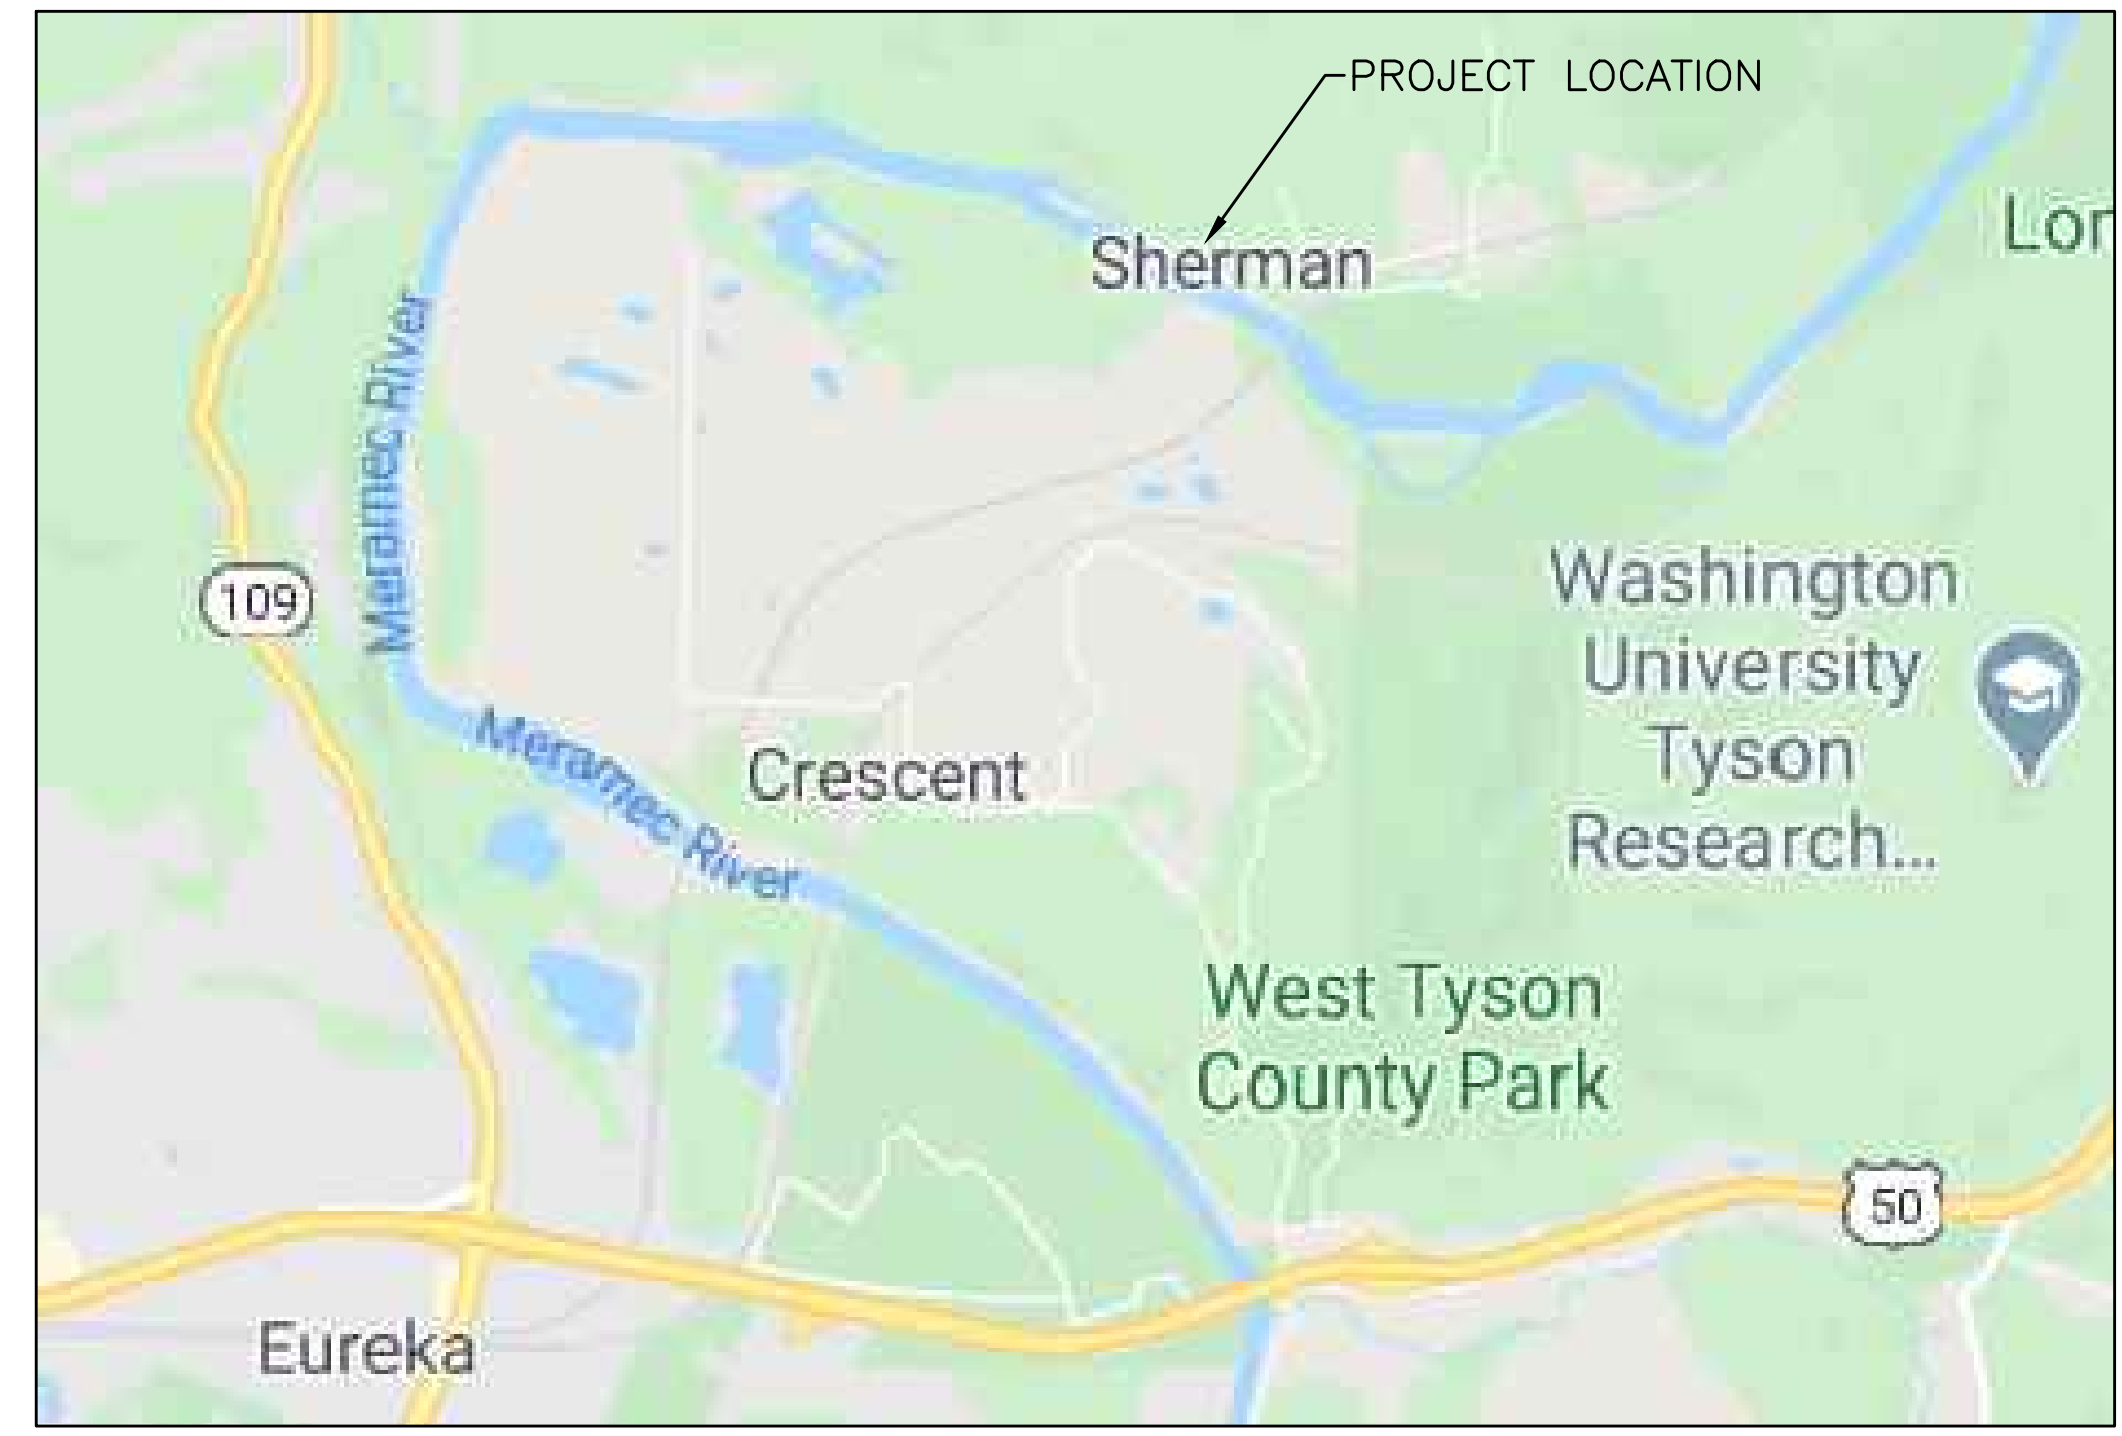 PROJECT LOCATION
Lor
Sherman
Meramec River
109
Washington
University
Tyson
Research...
Meramec River
Crescent
West Tyson
County Park
50
Eureka